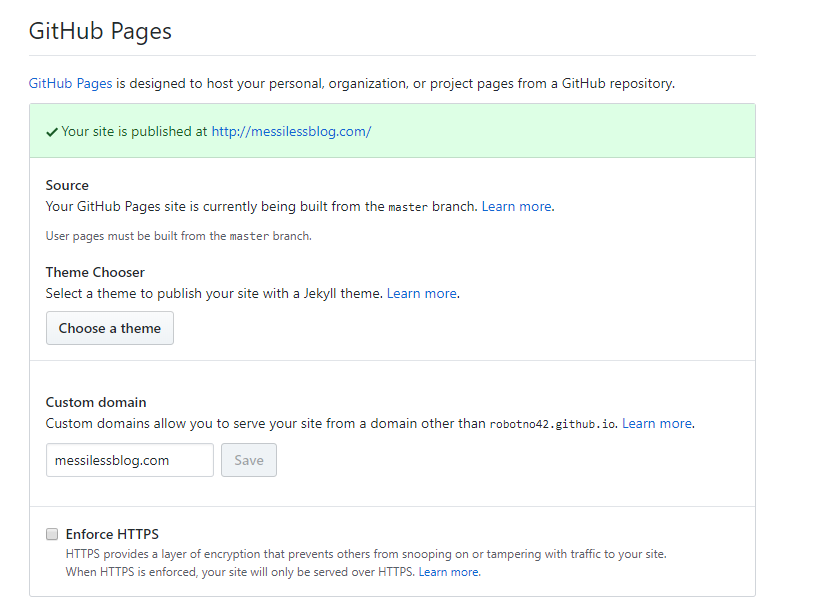 GitHub Pages
GitHub Pages is designed to host your personal, organization, or project pages from a GitHub repository.
✔ Your site is published at http://messilessblog.com/
Source
Your GitHub Pages site is currently being built from the master branch. Learn more.
User pages must be built from the master branch.
Theme Chooser
Select a theme to publish your site with a Jekyll theme. Learn more.
Choose a theme
Custom domain
Custom domains allow you to serve your site from a domain other than robotno42.github.io. Learn more.
messilessblog.com Save
Enforce HTTPS
HTTPS provides a layer of encryption that prevents others from snooping on or tampering with traffic to your site.
When HTTPS is enforced, your site will only be served over HTTPS. Learn more.